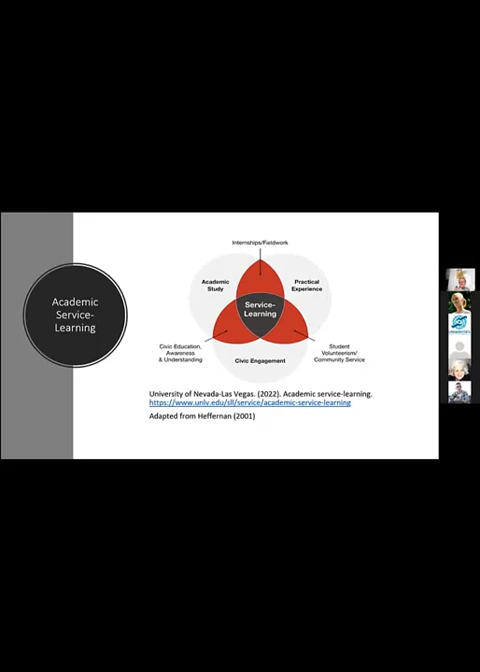 Academic
Service-
Learning
Internships/Fieldwork
Academic
Study
Practical
Experience
Service-
Learning
Civic Education,
Awareness
& Understanding
Student
Volunteerism/
Community Service
Civic Engagement
University of Nevada-Las Vegas. (2022). Academic service-learning.
https://www.unlv.edu/sll/service/academic-service-learning
Adapted from Heffernan (2001)